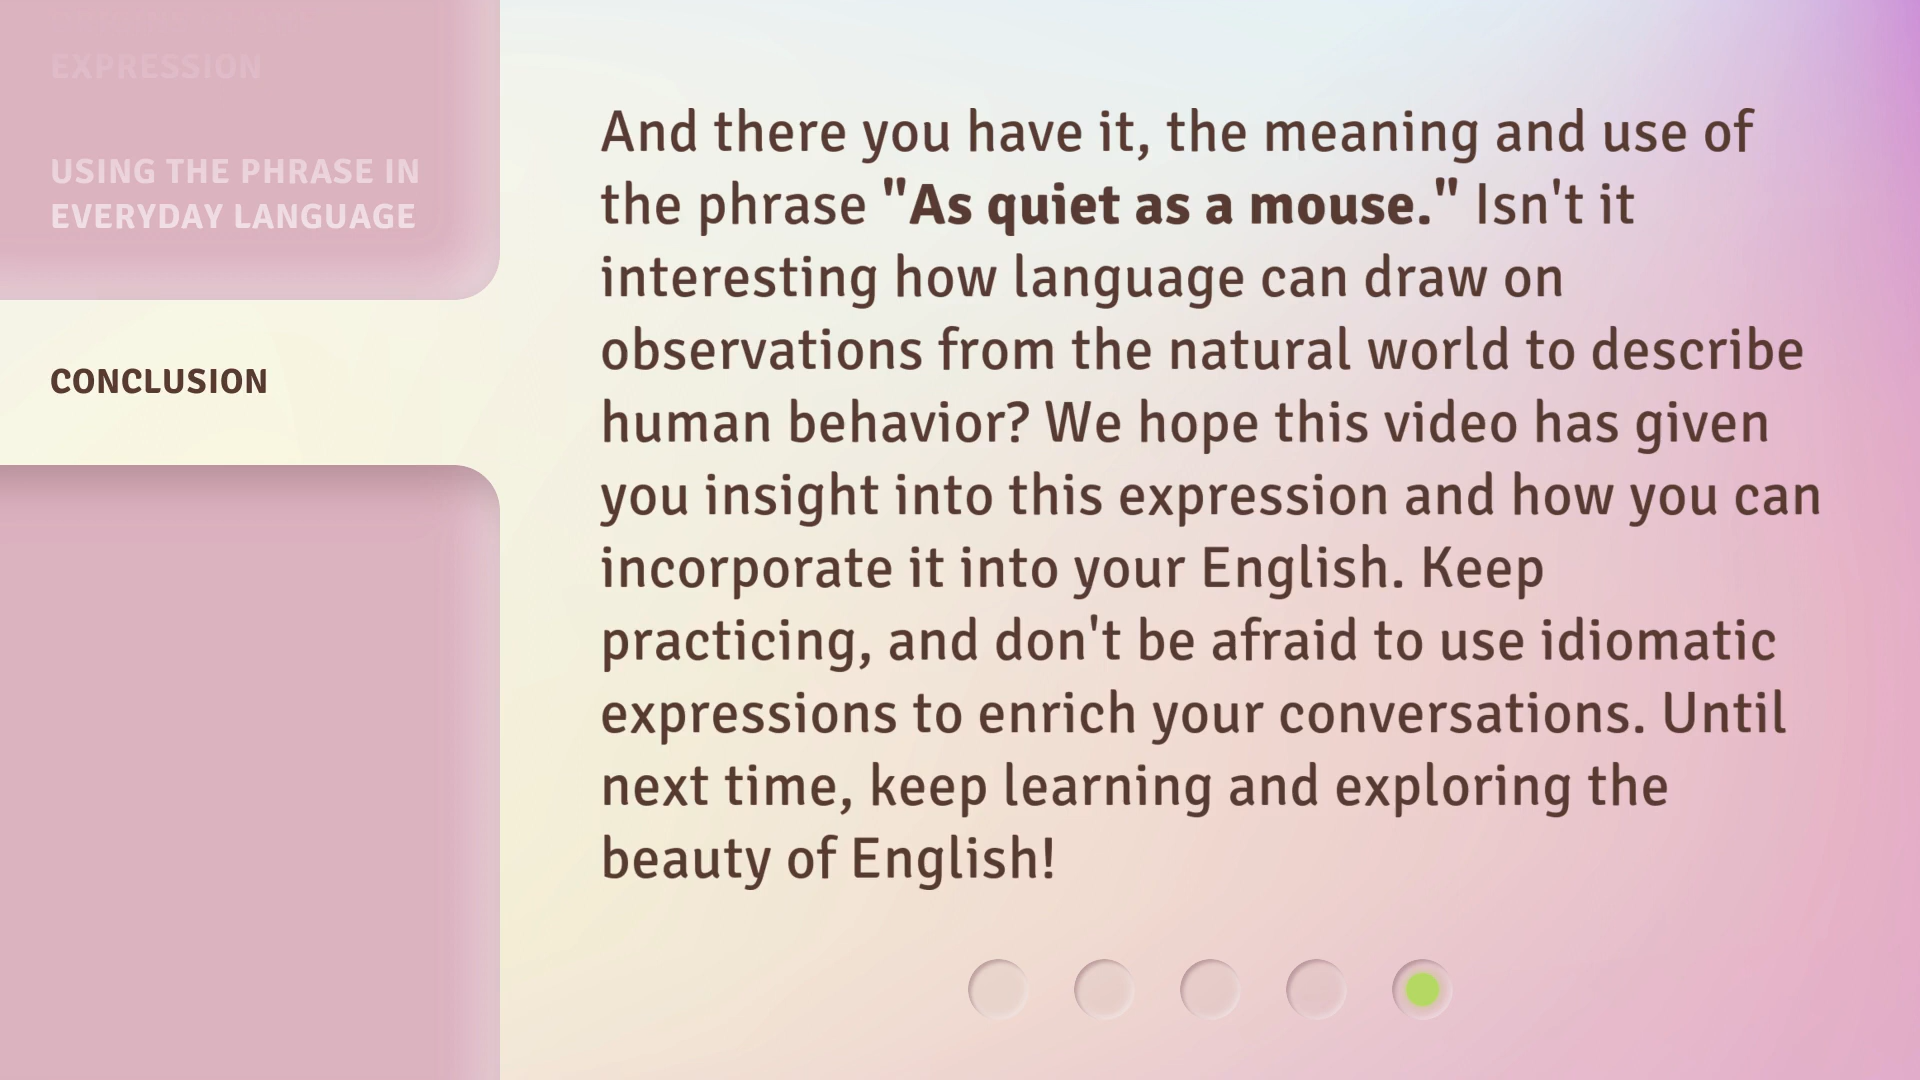 EXPRESSION
USING THE PHRASE IN
EVERYDAY LANGUAGE
CONCLUSION
And there you have it, the meaning and use of
the phrase "As quiet as a mouse." Isn't it
interesting how language can draw on
observations from the natural world to describe
human behavior? We hope this video has given
you insight into this expression and how you can
incorporate it into your English. Keep
practicing, and don't be afraid to use idiomatic
expressions to enrich your conversations. Until
next time, keep learning and exploring the
beauty of English!